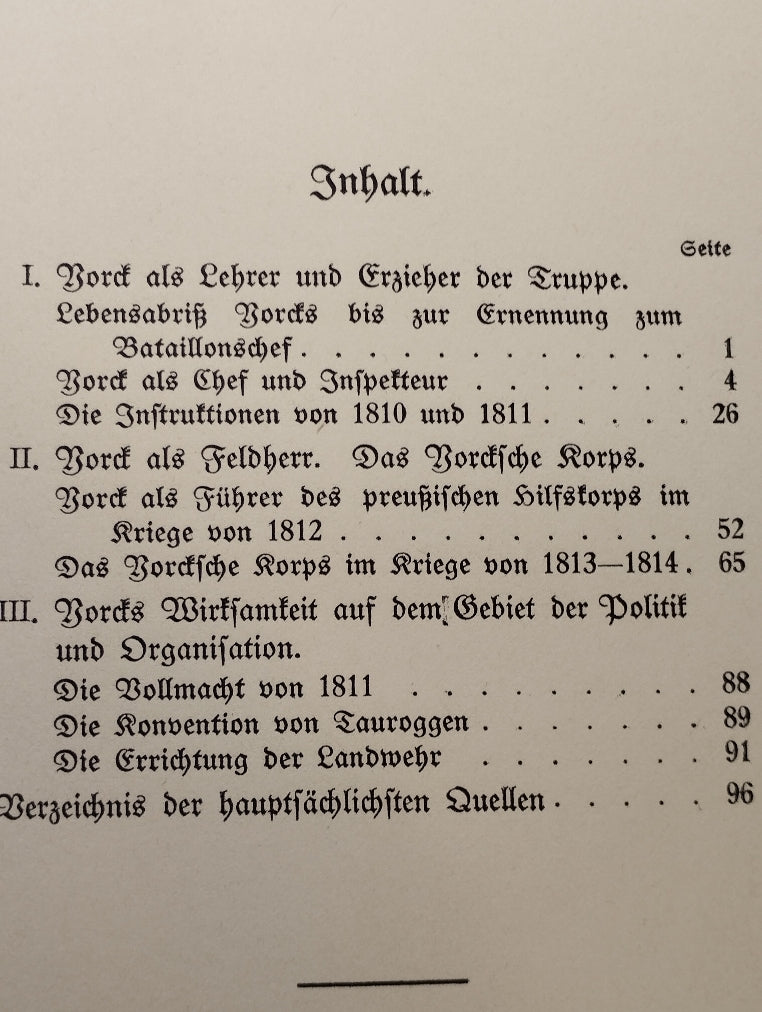 Inhalt.
Seite
I. Yorck als Lehrer und Erzieher der Truppe.
Lebensabriß Yorcks bis zur Ernennung zum
Bataillonschef . . . . . . . . . . . . 1
Yorck als Chef und Inspekteur . . . . . . . 4
Die Instruktionen von 1810 und 1811 . . . . . 26
II. Yorck als Feldherr. Das Yorcksche Korps.
Yorck als Führer des preußischen Hilfskorps im
Kriege von 1812 . . . . . . . . . . . 52
Das Yorcksche Korps im Kriege von 1813—1814 . 65
III. Yorcks Wirksamkeit auf dem Gebiet der Politik
und Organisation.
Die Vollmacht von 1811 . . . . . . . . . 88
Die Konvention von Tauroggen . . . . . . . 89
Die Errichtung der Landwehr . . . . . . . 91
Verzeichnis der hauptsächlichsten Quellen . . . . . 96